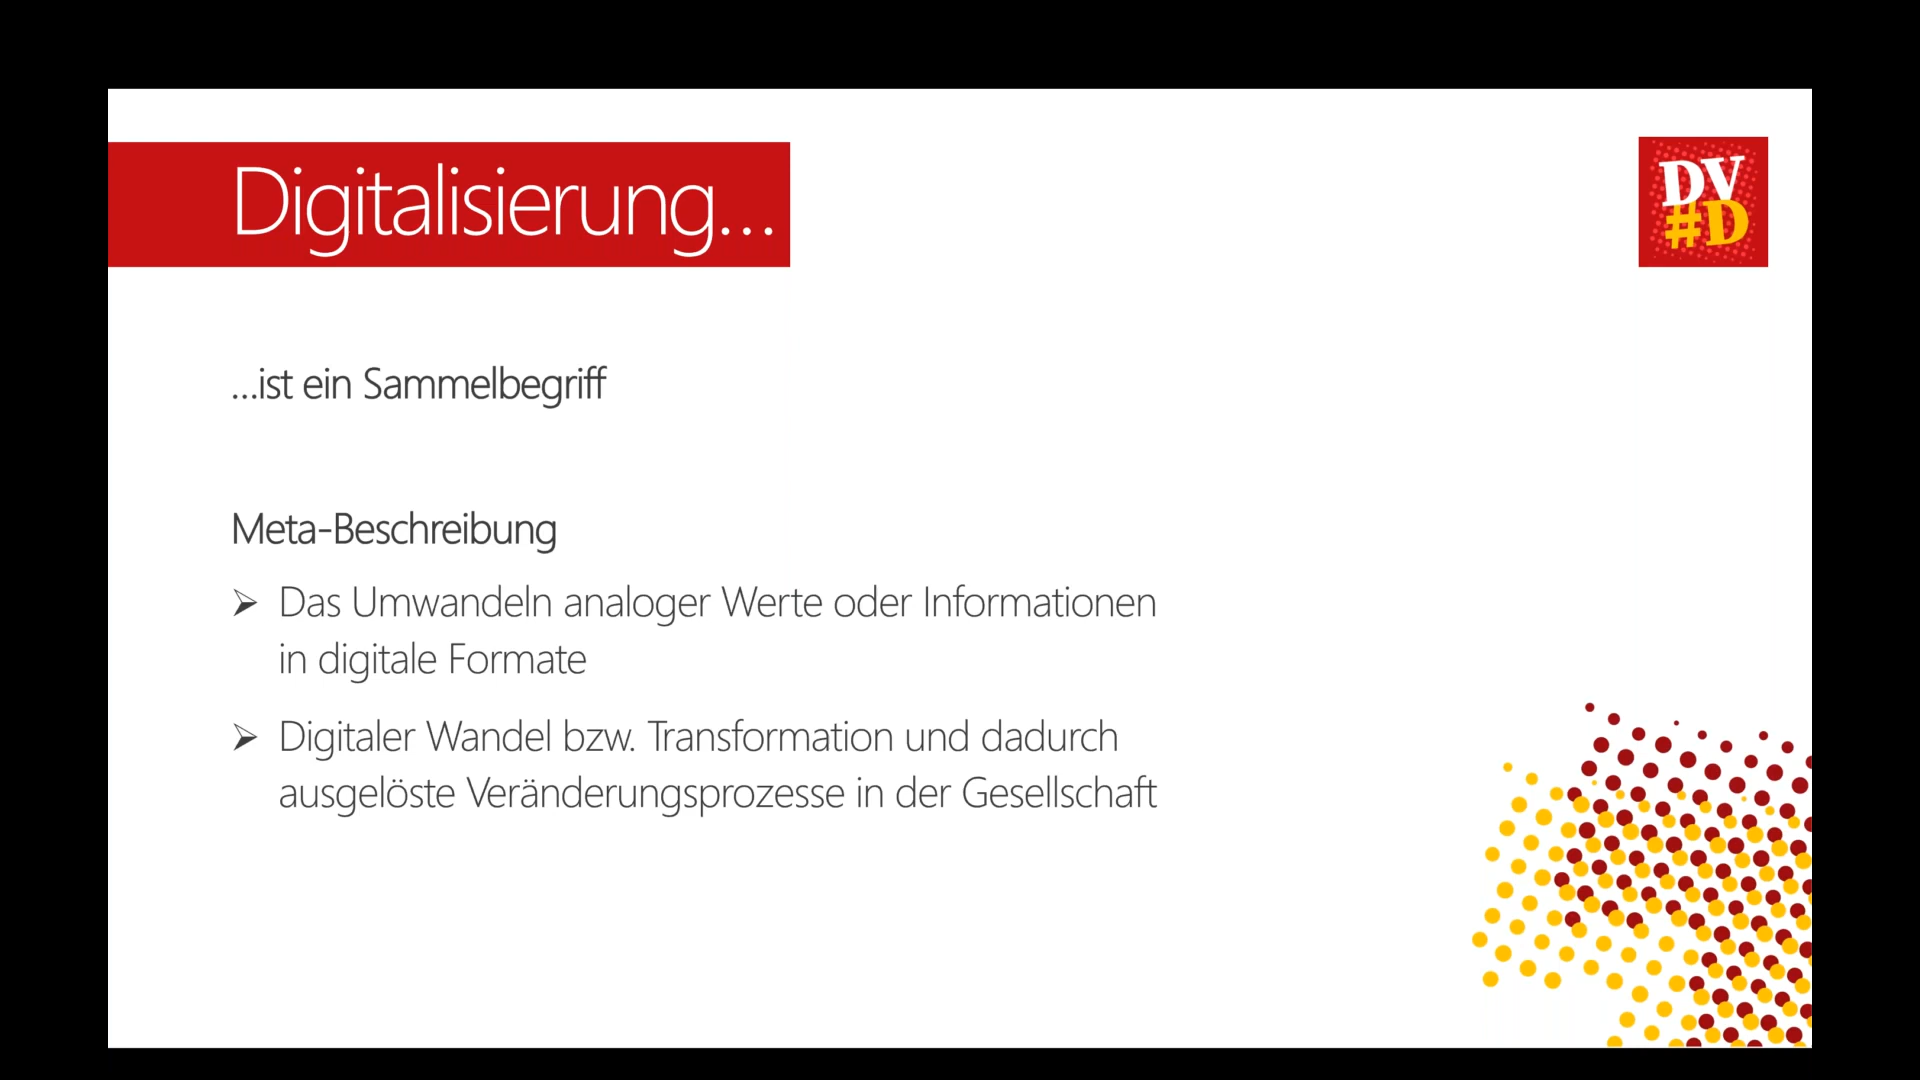 Digitalisierung...
DV
#D
...ist ein Sammelbegriff
Meta-Beschreibung
➢ Das Umwandeln analoger Werte oder Informationen
in digitale Formate
➢ Digitaler Wandel bzw. Transformation und dadurch
ausgelöste Veränderungsprozesse in der Gesellschaft